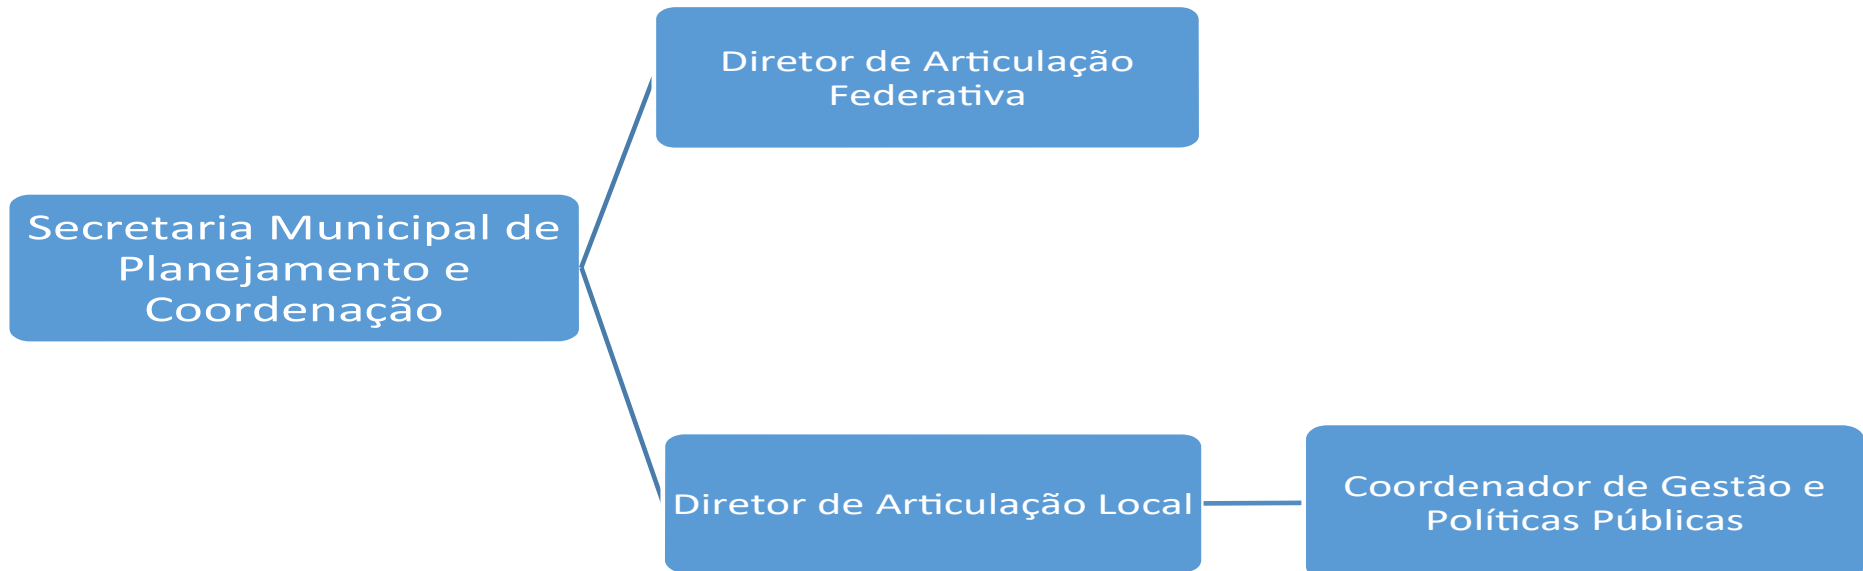 Diretor de Articulação
Federativa
Secretaria Municipal de
Planejamento e
Coordenação
Diretor de Articulação Local
Coordenador de Gestão e
Políticas Públicas